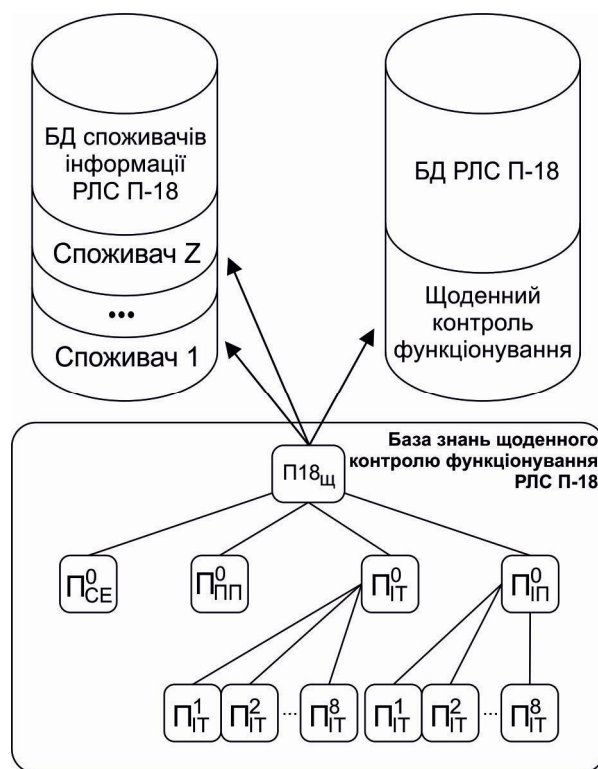 БД споживачів
інформації
РЛС П-18
Споживач Z
•••
Споживач 1
БД РЛС П-18
Щоденний
контроль
функціонування
База знань щоденного
контролю функціонування
РЛС П-18
П18Щ
П⁰СЕ
П⁰ПП
П⁰ІТ
П⁰ІП
П¹ІТ П²ІТ ... П⁸ІТ П¹ІТ П²ІТ ... П⁸ІТ